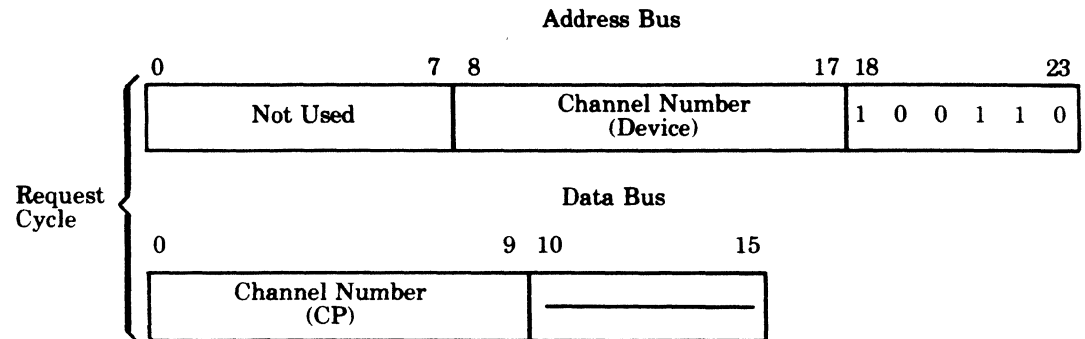 Address Bus
0 7 8 17 18 23
Not Used
Channel Number
(Device)
1 0 0 1 1 0
Request
Cycle
Data Bus
0 9 10 15
Channel Number
(CP)